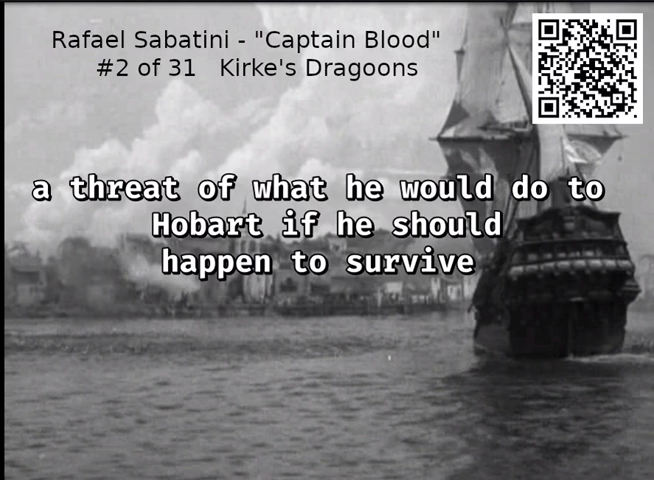 Rafael Sabatini - "Captain Blood"
#2 of 31   Kirke's Dragoons
a threat of what he would do to
Hobart if he should
happen to survive